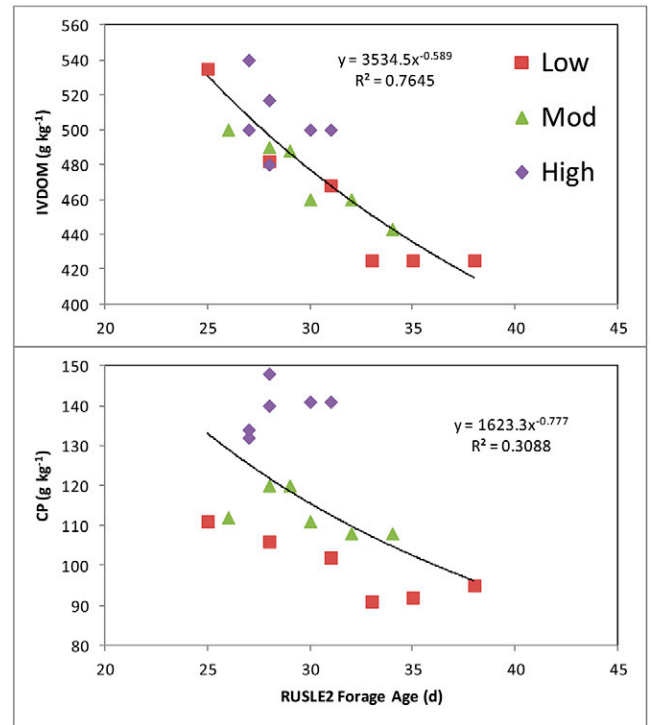 560
540
520
500
480
460
440
420
400
IVDOM (g kg⁻¹)
y = 3534.5x⁻⁰·⁵⁸⁹
R² = 0.7645
Low
Mod
High
20 25 30 35 40 45
150
140
130
120
110
100
90
80
CP (g kg⁻¹)
y = 1623.3x⁻⁰·⁷⁷⁷
R² = 0.3088
20 25 30 35 40 45
RUSLE2 Forage Age (d)